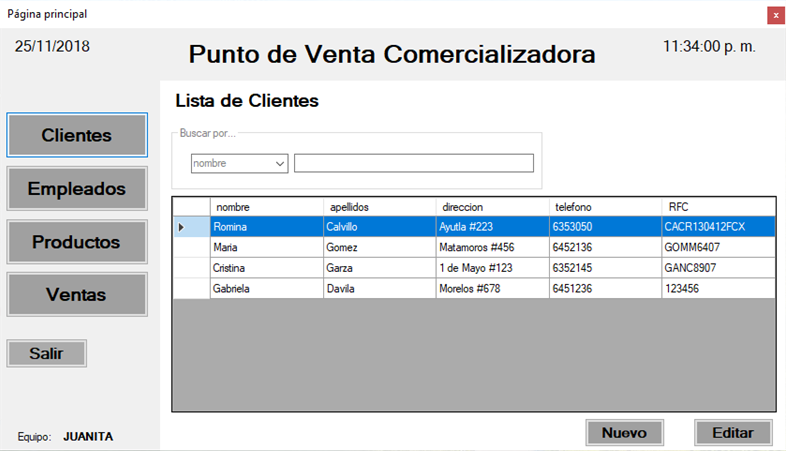 Página principal
x
25/11/2018
Punto de Venta Comercializadora
11:34:00 p. m.
Clientes
Empleados
Productos
Ventas
Salir
Equipo: JUANITA
Lista de Clientes
Buscar por...
nombre
nombre apellidos direccion telefono RFC
Romina Calvillo Ayutla #223 6353050 CACR130412FCX
Maria Gomez Matamoros #456 6452136 GOMM6407
Cristina Garza 1 de Mayo #123 6352145 GANC8907
Gabriela Davila Morelos #678 6451236 123456
Nuevo Editar